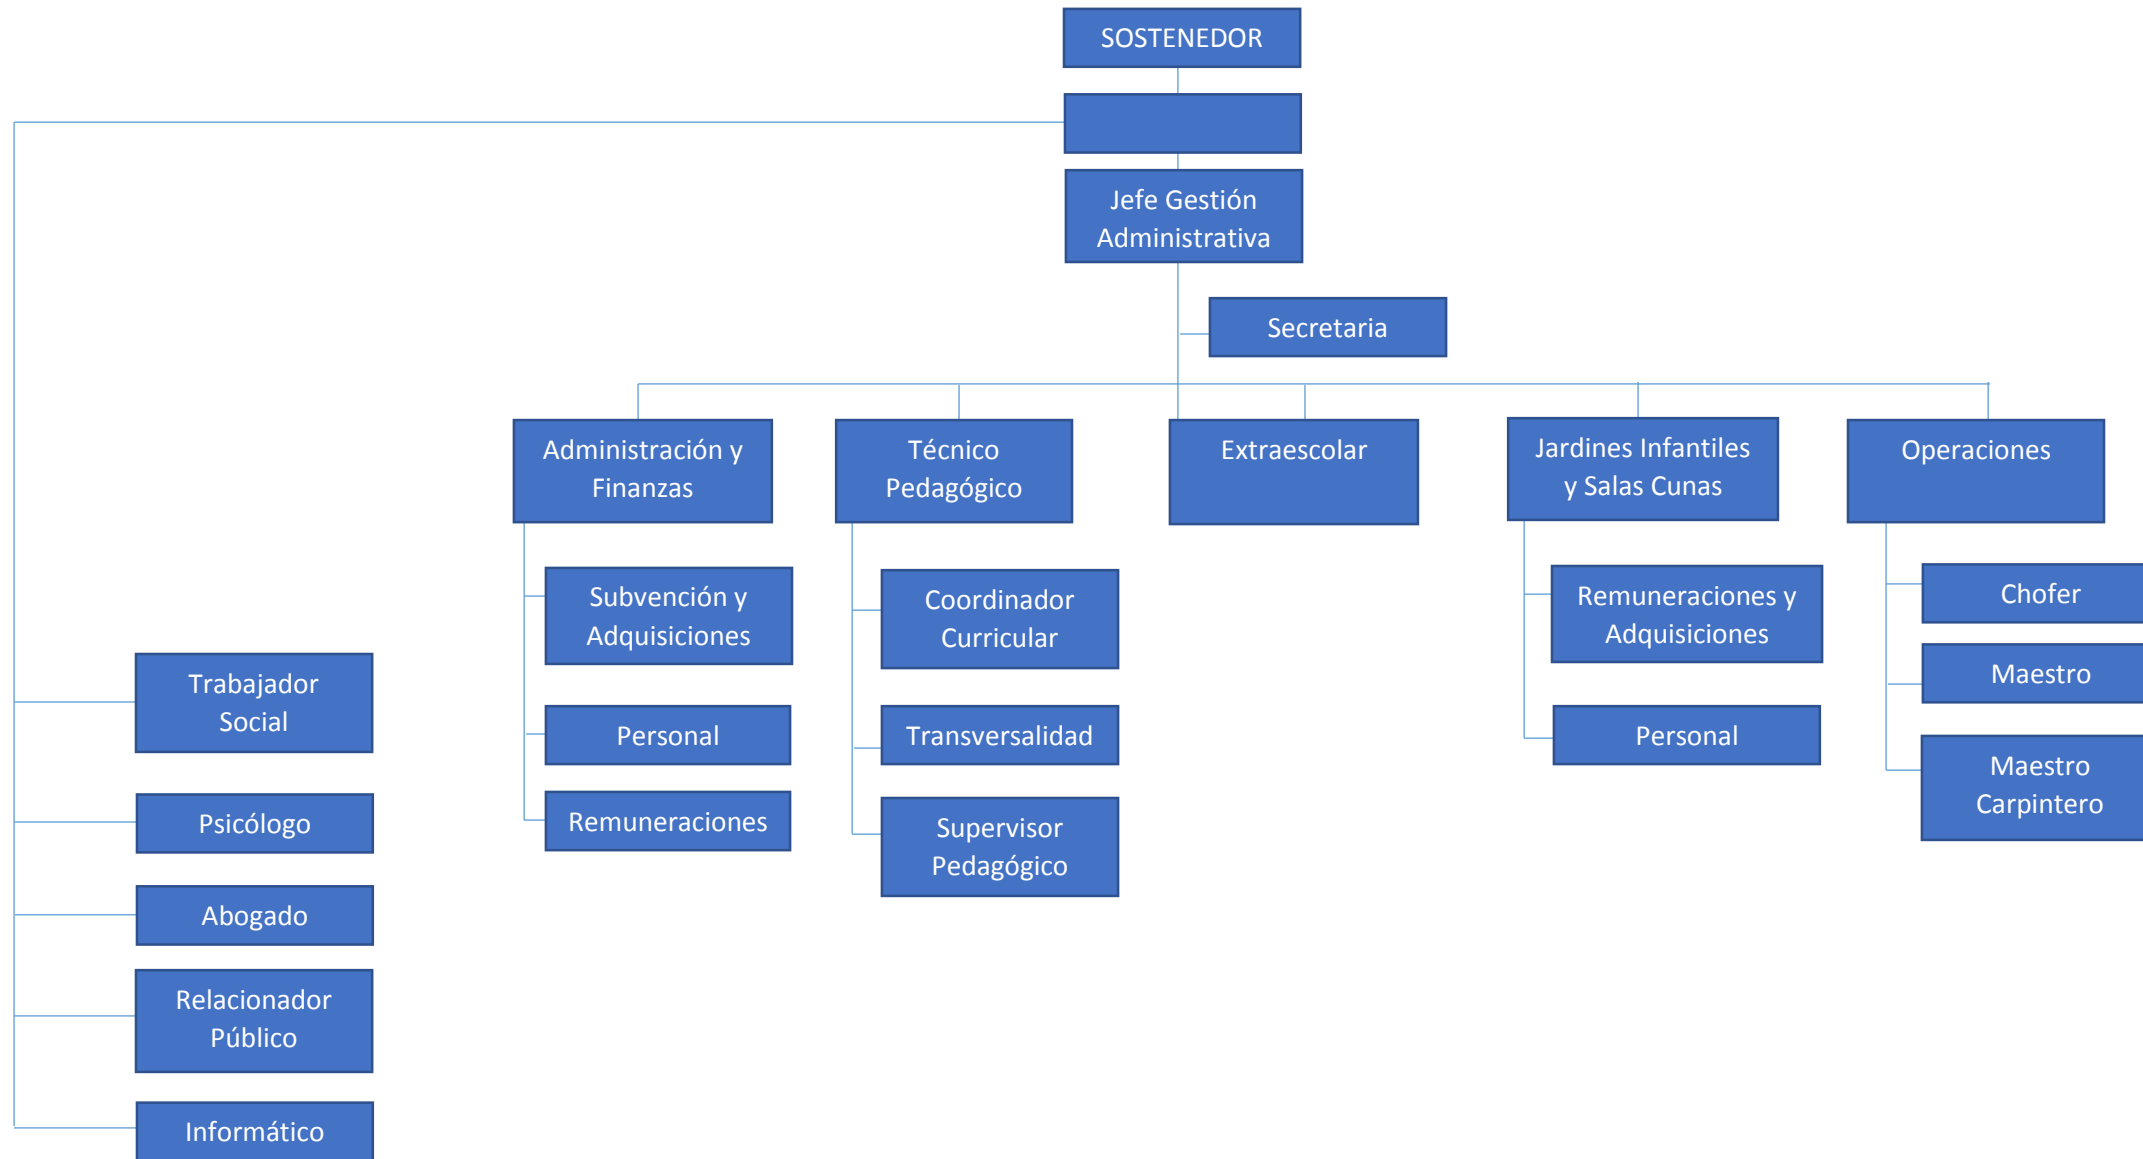 SOSTENEDOR
Jefe Gestión
Administrativa
Secretaria
Administración y
Finanzas
Técnico
Pedagógico
Extraescolar
Jardines Infantiles
y Salas Cunas
Operaciones
Subvención y
Adquisiciones
Personal
Remuneraciones
Coordinador
Curricular
Transversalidad
Supervisor
Pedagógico
Remuneraciones y
Adquisiciones
Personal
Chofer
Maestro
Maestro
Carpintero
Trabajador
Social
Psicólogo
Abogado
Relacionador
Público
Informático